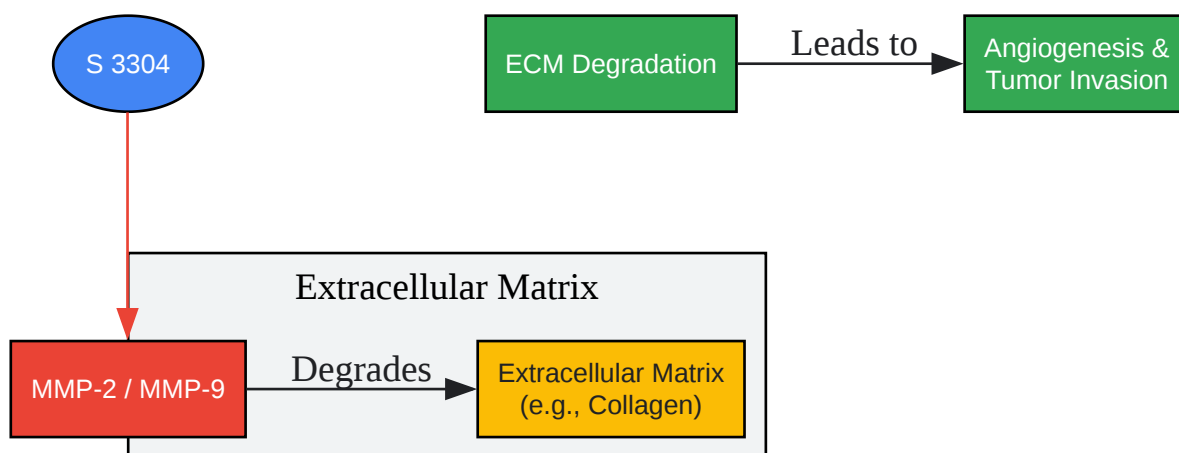 S 3304
ECM Degradation
Leads to
Angiogenesis &
Tumor Invasion
Extracellular Matrix
MMP-2 / MMP-9
Degrades
Extracellular Matrix
(e.g., Collagen)